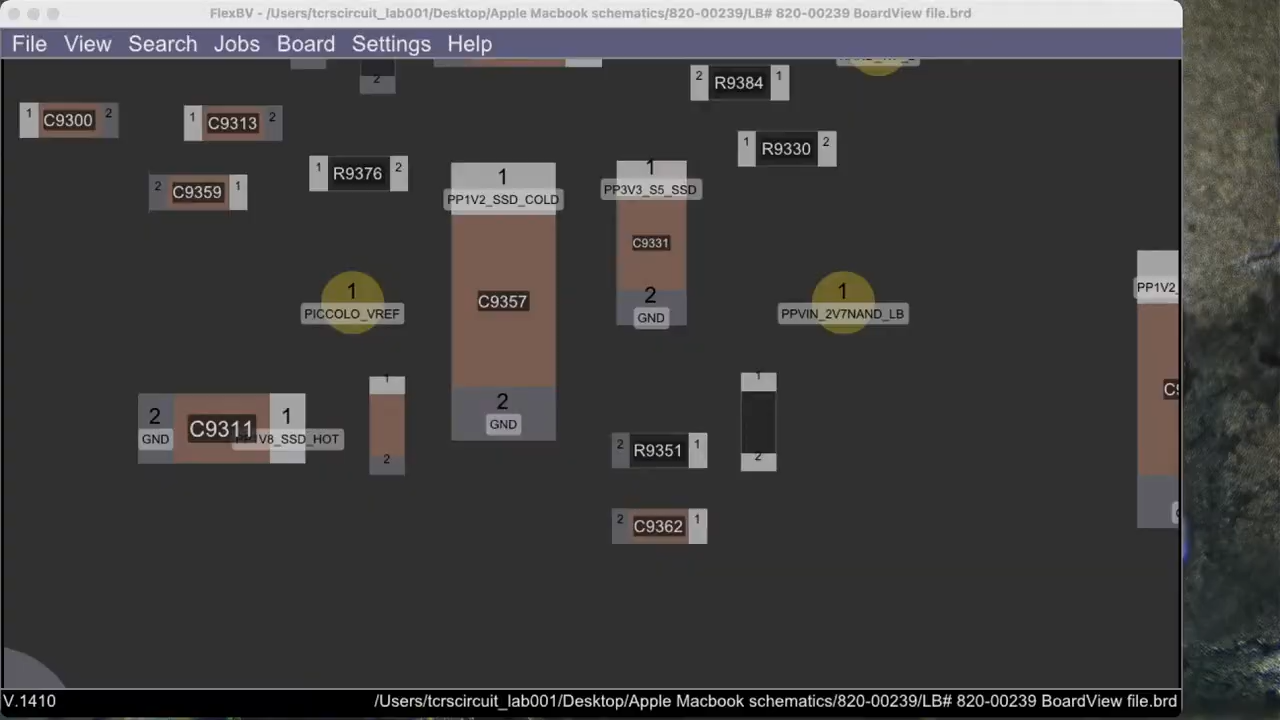 FlexBV - /Users/tcrscircuit_lab001/Desktop/Apple Macbook schematics/820-00239/LB# 820-00239 BoardView file.brd
File View Search Jobs Board Settings Help
2
2 R9384 1
1 C9300 2
1 C9313 2
1 R9330 2
1 R9376 2
2 C9359 1
1
PP1V2_SSD_COLD
C9357
2
GND
1
PP3V3_S5_SSD
C9331
2
GND
1
PICCOLO_VREF
1
PPVIN_2V7NAND_LB
PP1V2_
2 C9311 1
GND
1
2
2 R9351 1
1
2
2 C9362 1
V.1410
/Users/tcrscircuit_lab001/Desktop/Apple Macbook schematics/820-00239/LB# 820-00239 BoardView file.brd